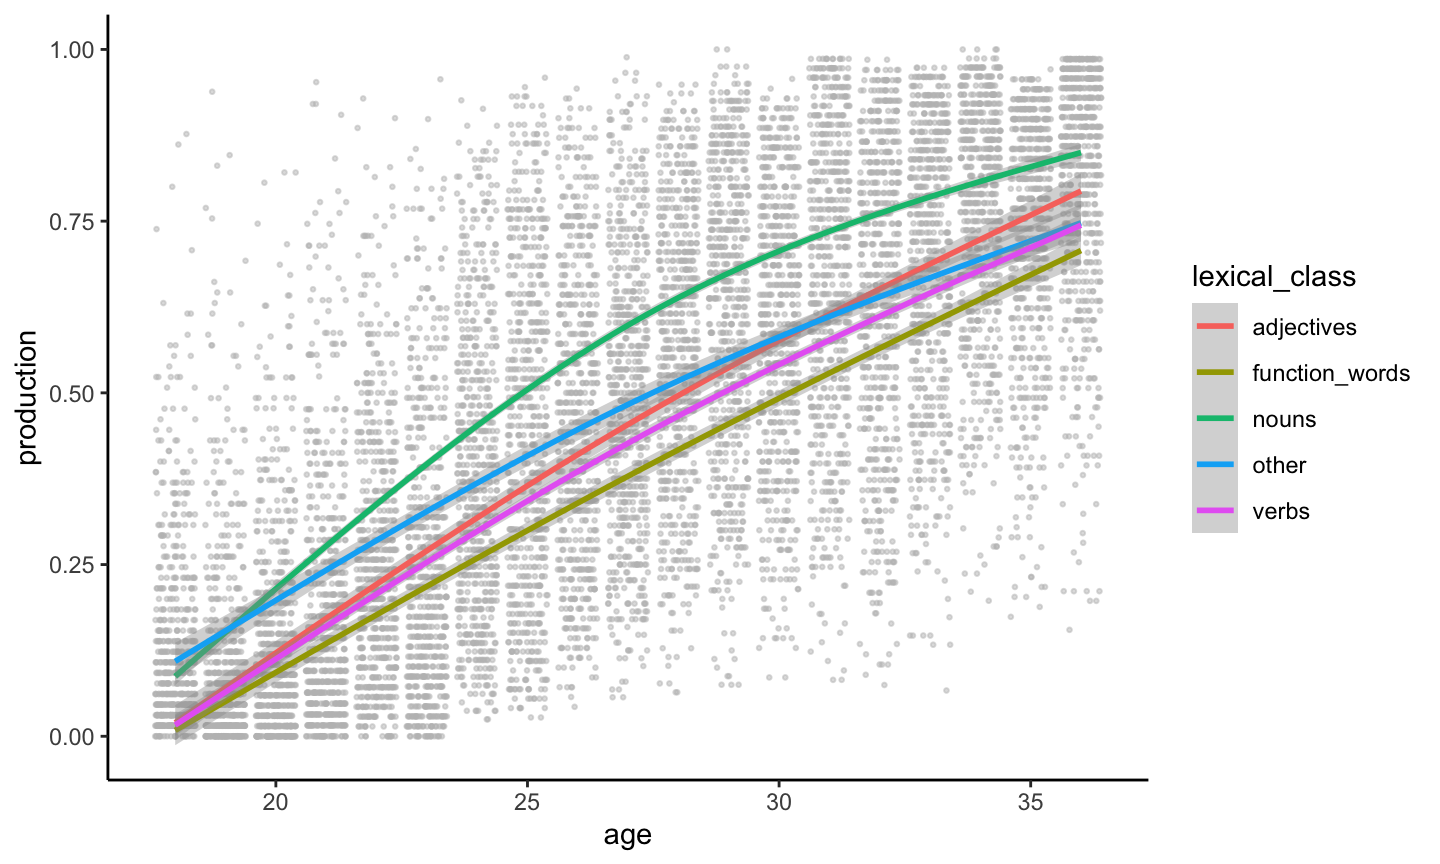 1.00
0.75
0.50
0.25
0.00
production
20 25 30 35
age
lexical_class
adjectives
function_words
nouns
other
verbs